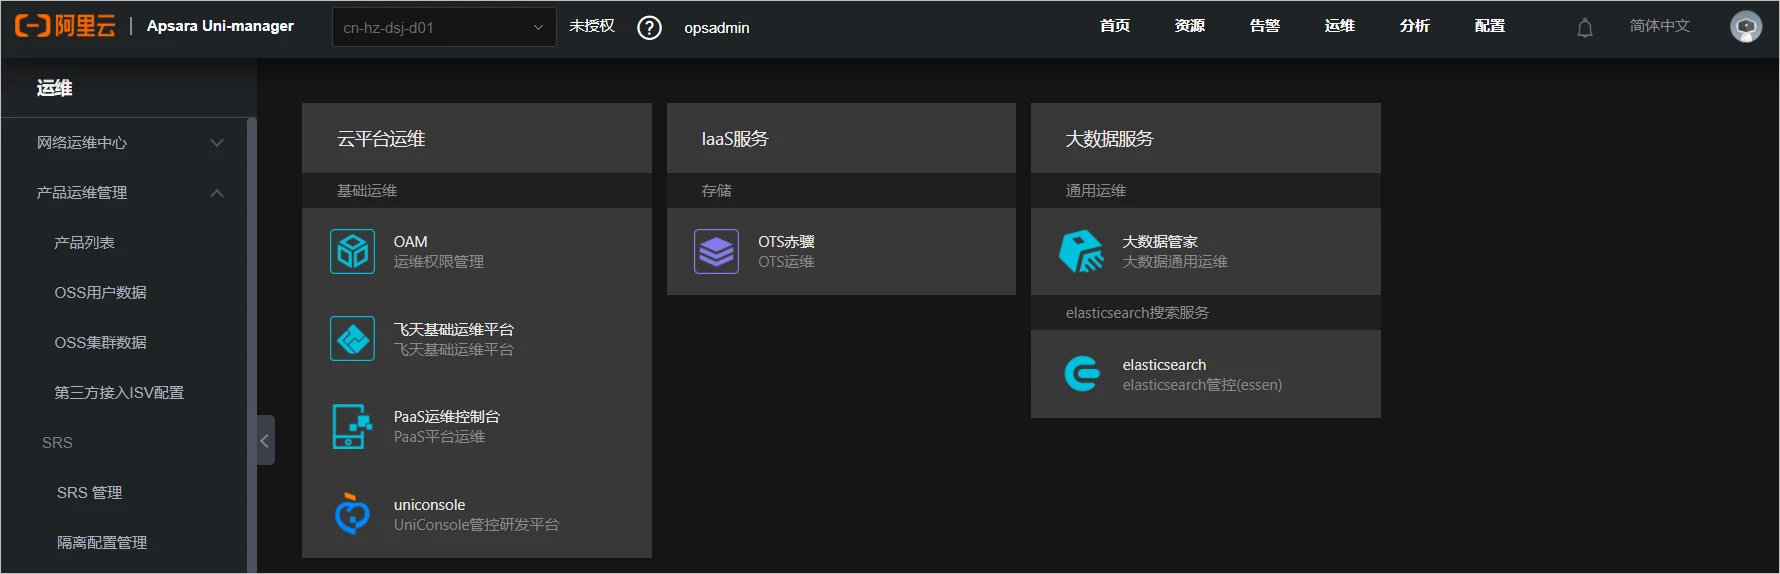 阿里云 | Apsara Uni-manager cn-hz-dsj-d01 未授权 ? opsadmin 首页 资源 告警 运维 分析 配置 简体中文
运维
网络运维中心
产品运维管理
产品列表
OSS用户数据
OSS集群数据
第三方接入ISV配置
SRS
SRS 管理
隔离配置管理
云平台运维
基础运维
OAM
运维权限管理
飞天基础运维平台
飞天基础运维平台
PaaS运维控制台
PaaS平台运维
uniconsole
UniConsole管控研发平台
IaaS服务
存储
OTS赤骥
OTS运维
大数据服务
通用运维
大数据管家
大数据通用运维
elasticsearch搜索服务
elasticsearch
elasticsearch管控(essen)